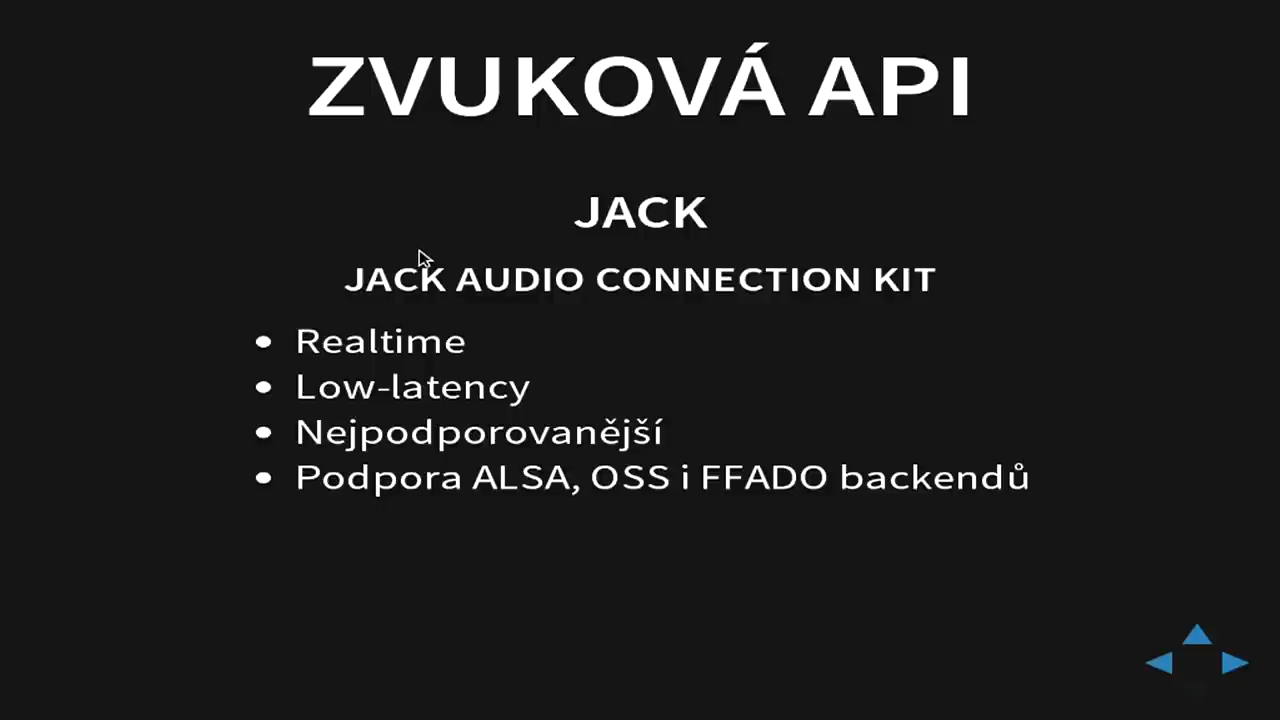 ZVUKOVÁ API
JACK
JACK AUDIO CONNECTION KIT
• Realtime
• Low-latency
• Nejpodporovanější
• Podpora ALSA, OSS i FFADO backendů